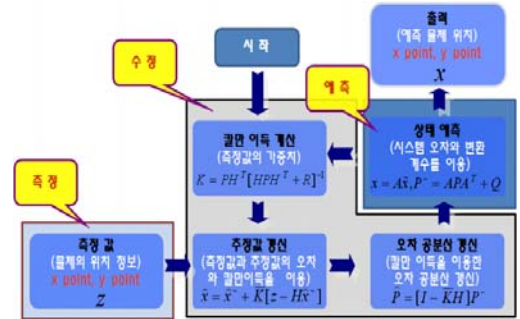 출력
(예측 물체 위치)
x point, y point
x
시 작
수 정
예 측
칼만 이득 계산
(측정값의 가중치)
K = PH^T[HPH^T + R]^-1
상태 예측
(시스템 오차와 변환
계수를 이용)
x = Ax̂, P^- = APA^T + Q
측 정
측정 값
(물체의 위치 정보)
x point, y point
z
추정값 갱신
(측정값과 추정값의 오차
와 칼만이득을 이용)
x̂ = x̂^- + K[z - Hx̂^-]
오차 공분산 갱신
(칼만 이득을 이용한
오차 공분산 갱신)
P = [I - KH]P^-